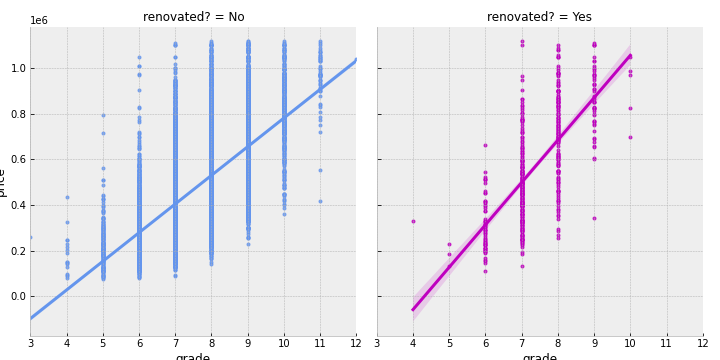 renovated? = No
renovated? = Yes
1e6
1.0
0.8
0.6
0.4
0.2
0.0
price
3 4 5 6 7 8 9 10 11 12
3 4 5 6 7 8 9 10 11 12
grade
grade